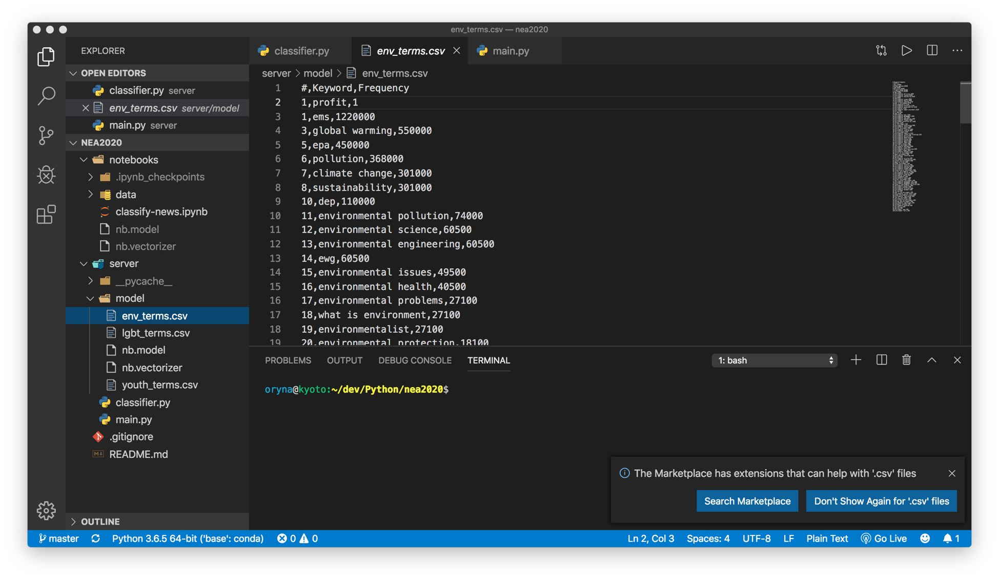 env_terms.csv — nea2020
EXPLORER
OPEN EDITORS
classifier.py server
env_terms.csv server/model
main.py server
NEA2020
notebooks
.ipynb_checkpoints
data
classify-news.ipynb
nb.model
nb.vectorizer
server
__pycache__
model
env_terms.csv
lgbt_terms.csv
nb.model
nb.vectorizer
youth_terms.csv
classifier.py
main.py
.gitignore
README.md
OUTLINE
classifier.py env_terms.csv main.py
server > model > env_terms.csv
1 #,Keyword,Frequency
2 1,profit,1
3 1,ems,1220000
4 3,global warming,550000
5 5,epa,450000
6 6,pollution,368000
7 7,climate change,301000
8 8,sustainability,301000
9 10,dep,110000
10 11,environmental pollution,74000
11 12,environmental science,60500
12 13,environmental engineering,60500
13 14,ewg,60500
14 15,environmental issues,49500
15 16,environmental health,40500
16 17,environmental problems,27100
17 18,what is environment,27100
18 19,environmentalist,27100
19 20,environmental protection,18100
PROBLEMS OUTPUT DEBUG CONSOLE TERMINAL 1: bash
oryna@kyoto:~/dev/Python/nea2020$
The Marketplace has extensions that can help with '.csv' files
Search Marketplace Don't Show Again for '.csv' files
master Python 3.6.5 64-bit ('base': conda) 0 0 Ln 2, Col 3 Spaces: 4 UTF-8 LF Plain Text Go Live 1